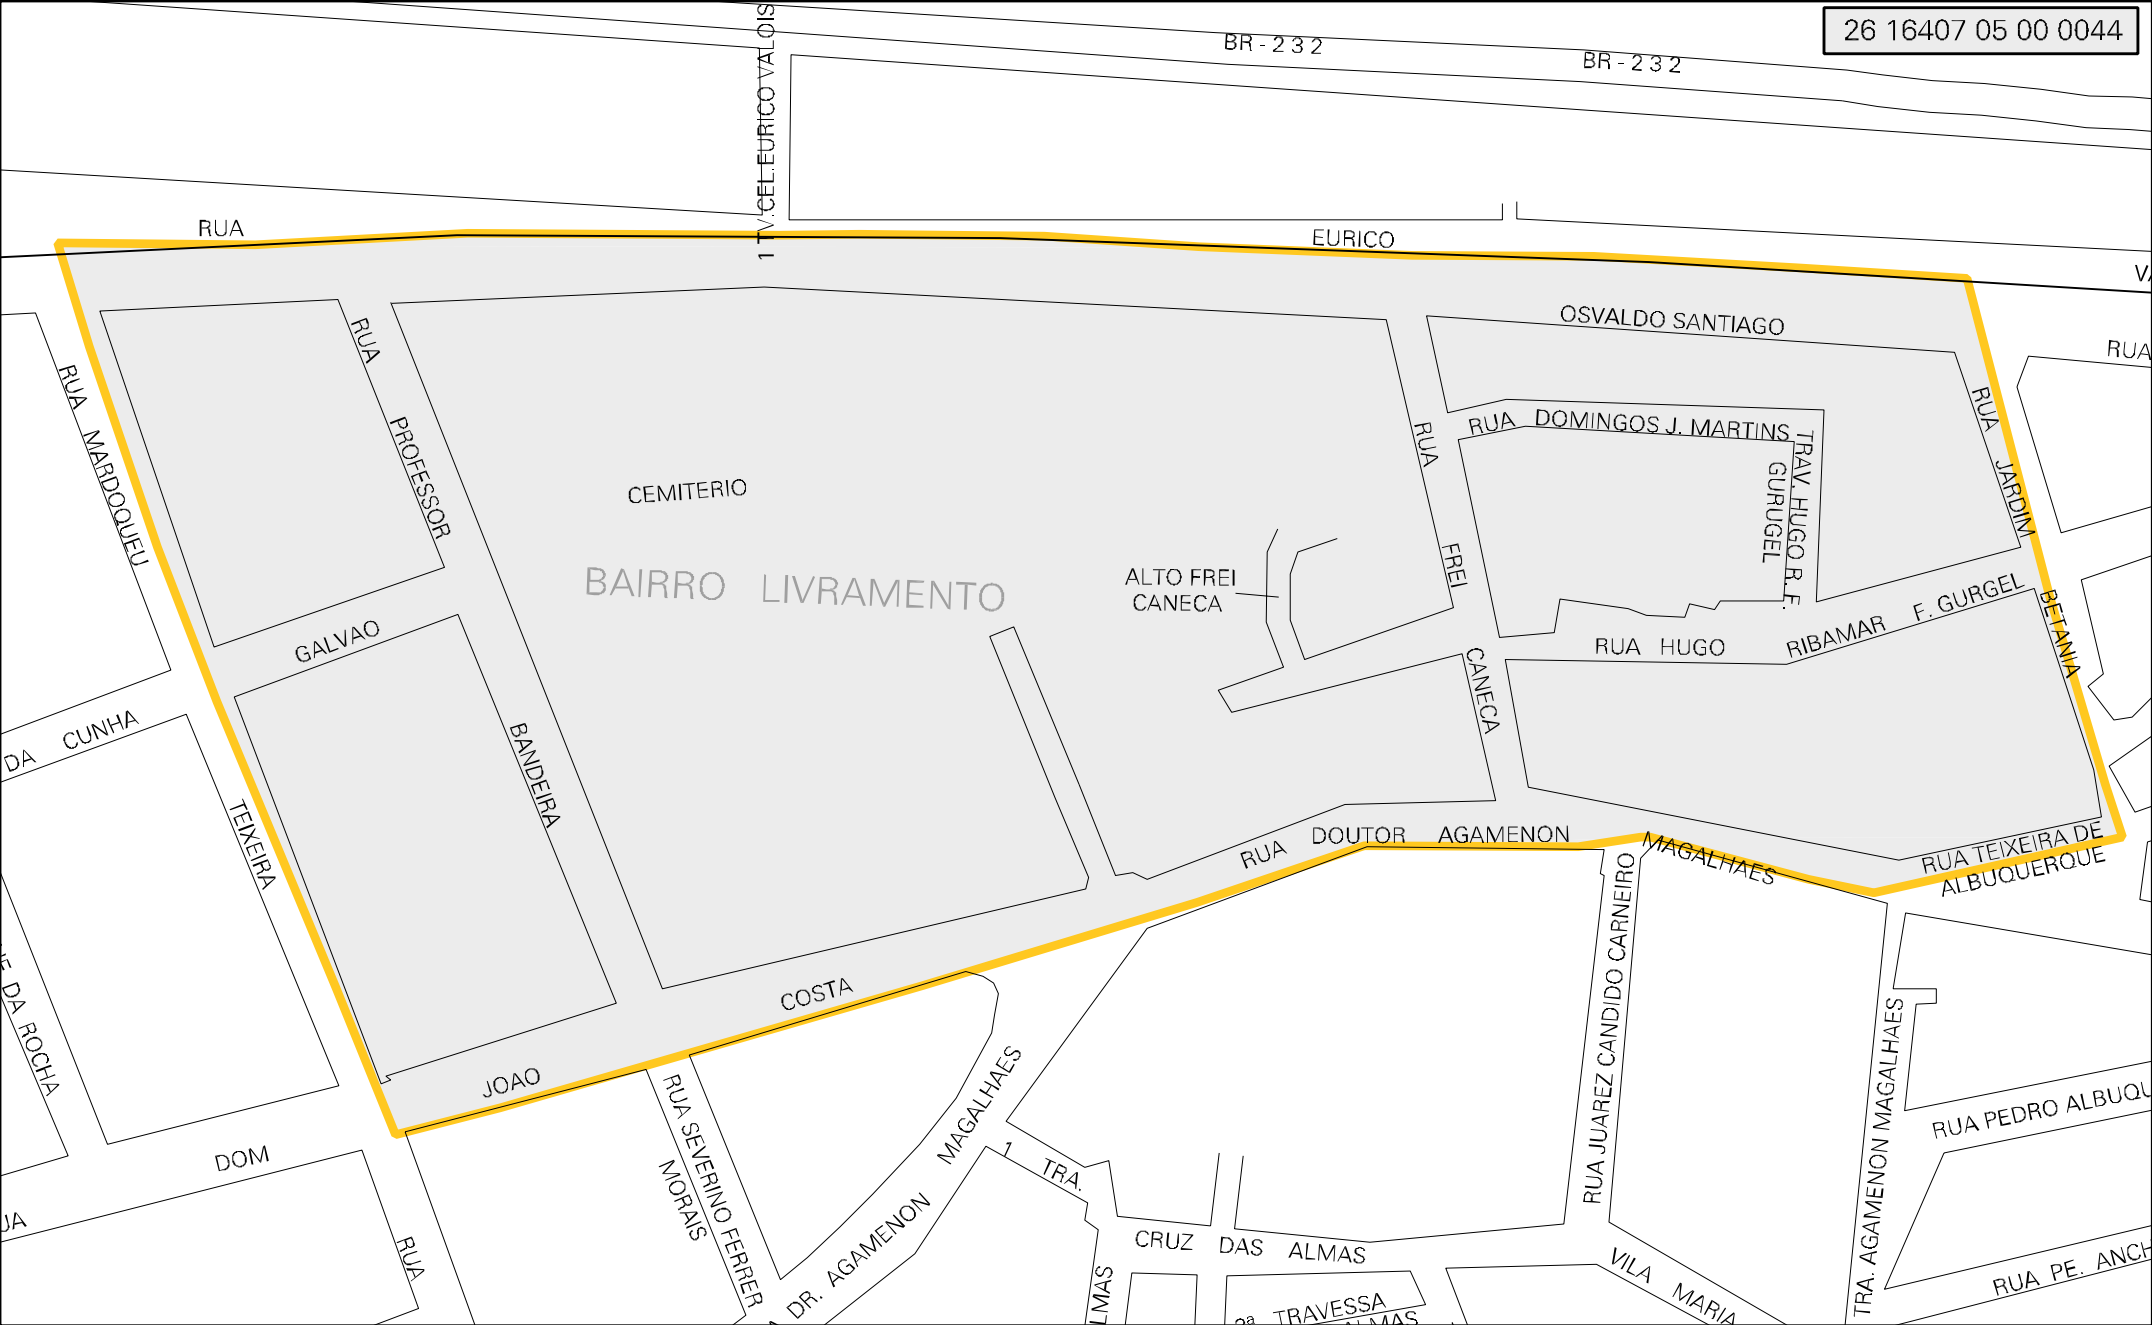 26 16407 05 00 0044
BR - 2 3 2
BR - 2 3 2
1 TV.CEL.EURICO VALOIS
RUA
EURICO
OSVALDO SANTIAGO
RUA
RUA MARDOQUEU
TEIXEIRA
RUA
PROFESSOR
BANDEIRA
CEMITERIO
BAIRRO LIVRAMENTO
ALTO FREI
CANECA
RUA
FREI
CANECA
RUA DOMINGOS J. MARTINS
TRAV. HUGO R. F.
GURUGEL
RUA JARDIM
BETANIA
RUA HUGO RIBAMAR F. GURGEL
GALVAO
DA CUNHA
RUA DOUTOR AGAMENON MAGALHAES
RUA TEIXEIRA DE
ALBUQUERQUE
JOAO COSTA
DA ROCHA
DOM
RUA
RUA SEVERINO FERRER
MORAIS
DR. AGAMENON MAGALHAES
1 TRA.
CRUZ DAS ALMAS
RUA JUAREZ CANDIDO CARNEIRO
TRA. AGAMENON MAGALHAES
RUA PEDRO ALBUQU
RUA PE. ANCH
VILA MARIA
TRAVESSA